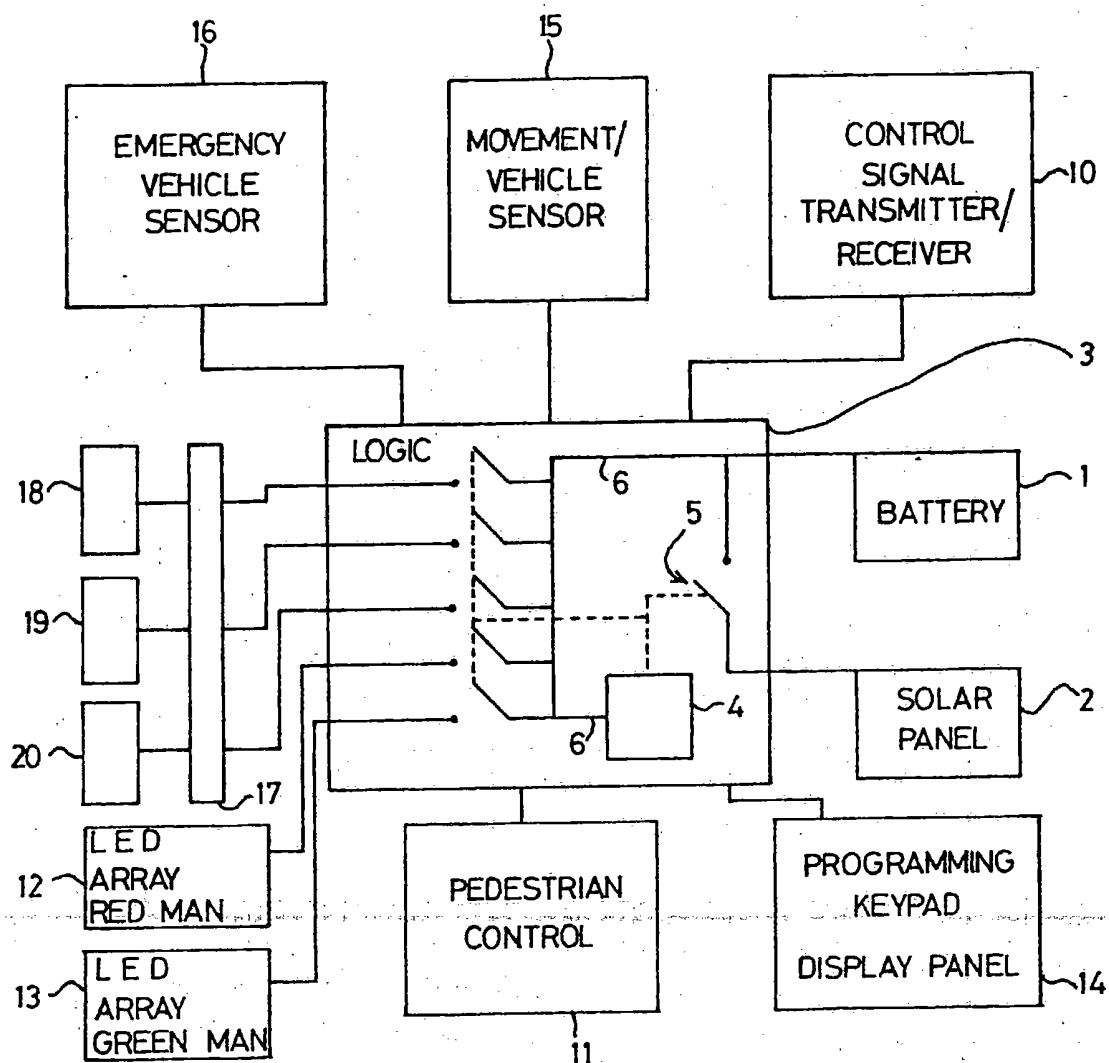 16
15
EMERGENCY
VEHICLE
SENSOR
MOVEMENT/
VEHICLE
SENSOR
CONTROL
SIGNAL
TRANSMITTER/
RECEIVER
10
3
LOGIC
6
18
1
BATTERY
5
19
4
SOLAR
PANEL
2
6
20
17
LED
ARRAY
RED MAN
12
PEDESTRIAN
CONTROL
PROGRAMMING
KEYPAD
DISPLAY PANEL
14
LED
ARRAY
GREEN MAN
13
11